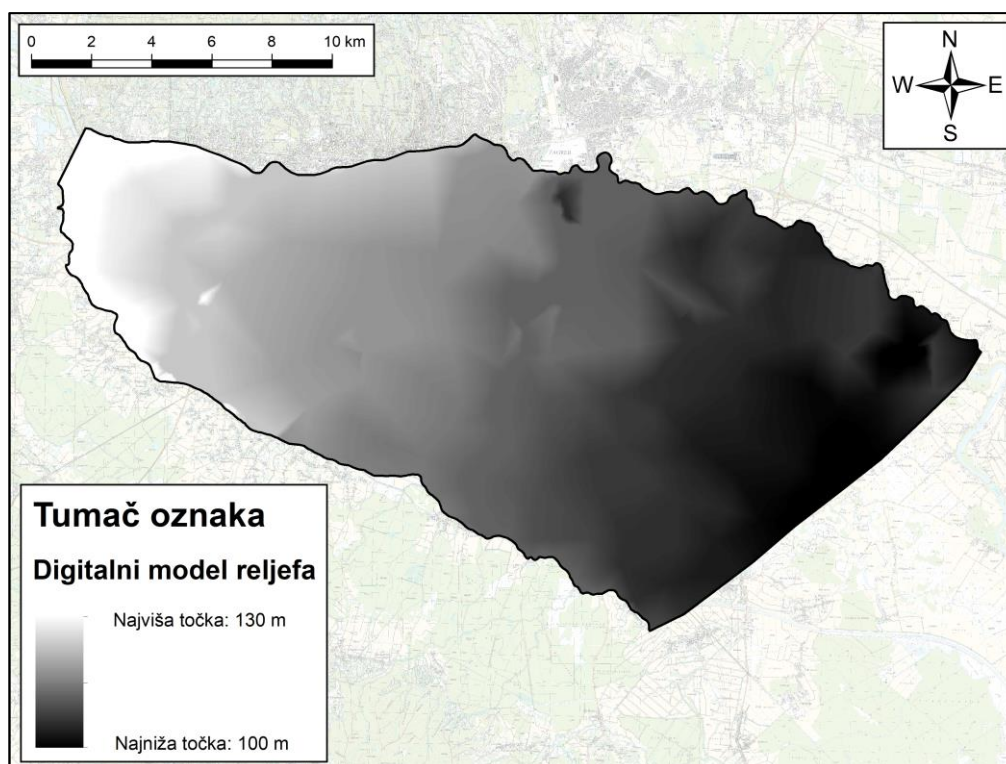 0 2 4 6 8 10 km
N
W E
S
Tumač oznaka
Digitalni model reljefa
Najviša točka: 130 m
Najniža točka: 100 m